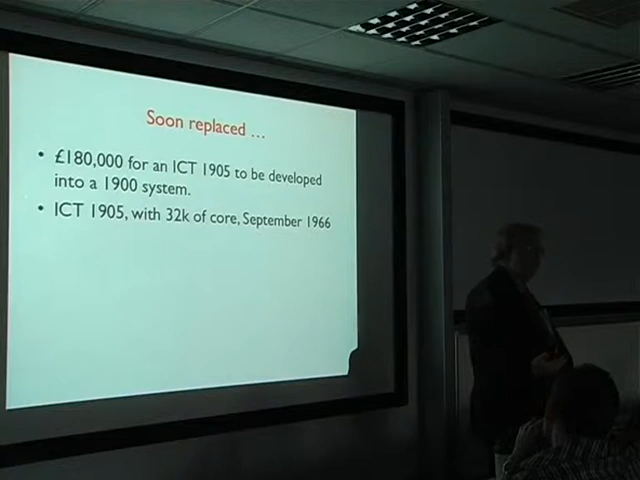 Soon replaced ...
• £180,000 for an ICT 1905 to be developed
into a 1900 system.
• ICT 1905, with 32k of core, September 1966